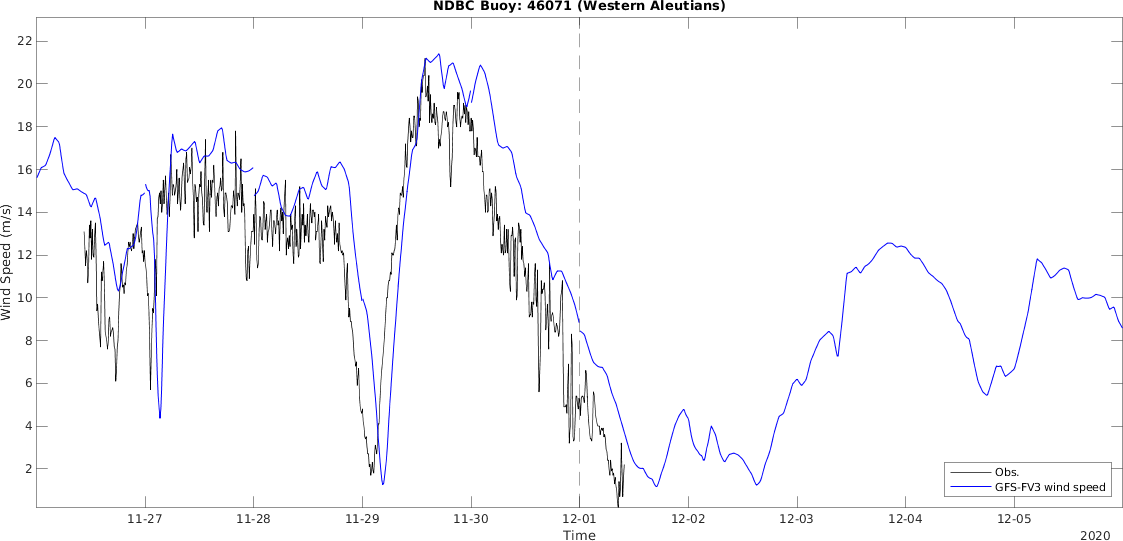 NDBC Buoy: 46071 (Western Aleutians)
22
20
18
16
14
12
10
8
6
4
2
Wind Speed (m/s)
Obs.
GFS-FV3 wind speed
11-27 11-28 11-29 11-30 12-01 12-02 12-03 12-04 12-05
Time
2020